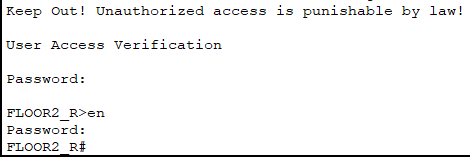 Keep Out! Unauthorized access is punishable by law!
User Access Verification
Password:
FLOOR2_R>en
Password:
FLOOR2_R#